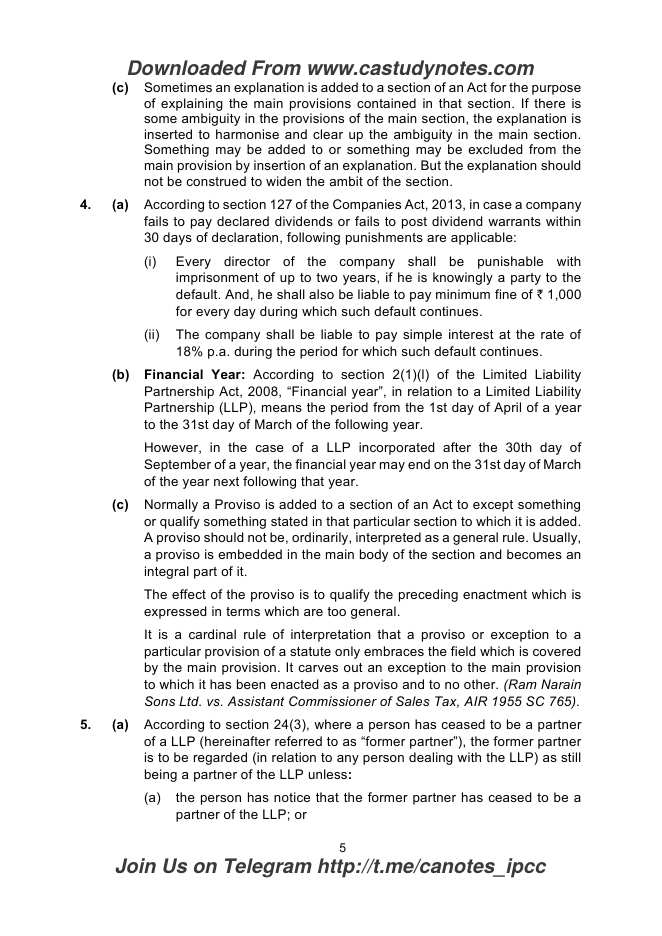 Downloaded From www.castudynotes.com
(c) Sometimes an explanation is added to a section of an Act for the purpose
of explaining the main provisions contained in that section. If there is
some ambiguity in the provisions of the main section, the explanation is
inserted to harmonise and clear up the ambiguity in the main section.
Something may be added to or something may be excluded from the
main provision by insertion of an explanation. But the explanation should
not be construed to widen the ambit of the section.
4. (a) According to section 127 of the Companies Act, 2013, in case a company
fails to pay declared dividends or fails to post dividend warrants within
30 days of declaration, following punishments are applicable:
(i) Every director of the company shall be punishable with
imprisonment of up to two years, if he is knowingly a party to the
default. And, he shall also be liable to pay minimum fine of ₹ 1,000
for every day during which such default continues.
(ii) The company shall be liable to pay simple interest at the rate of
18% p.a. during the period for which such default continues.
(b) Financial Year: According to section 2(1)(l) of the Limited Liability
Partnership Act, 2008, “Financial year”, in relation to a Limited Liability
Partnership (LLP), means the period from the 1st day of April of a year
to the 31st day of March of the following year.
However, in the case of a LLP incorporated after the 30th day of
September of a year, the financial year may end on the 31st day of March
of the year next following that year.
(c) Normally a Proviso is added to a section of an Act to except something
or qualify something stated in that particular section to which it is added.
A proviso should not be, ordinarily, interpreted as a general rule. Usually,
a proviso is embedded in the main body of the section and becomes an
integral part of it.
The effect of the proviso is to qualify the preceding enactment which is
expressed in terms which are too general.
It is a cardinal rule of interpretation that a proviso or exception to a
particular provision of a statute only embraces the field which is covered
by the main provision. It carves out an exception to the main provision
to which it has been enacted as a proviso and to no other. (Ram Narain
Sons Ltd. vs. Assistant Commissioner of Sales Tax, AIR 1955 SC 765).
5. (a) According to section 24(3), where a person has ceased to be a partner
of a LLP (hereinafter referred to as “former partner”), the former partner
is to be regarded (in relation to any person dealing with the LLP) as still
being a partner of the LLP unless:
(a) the person has notice that the former partner has ceased to be a
partner of the LLP; or
5
Join Us on Telegram http://t.me/canotes_ipcc